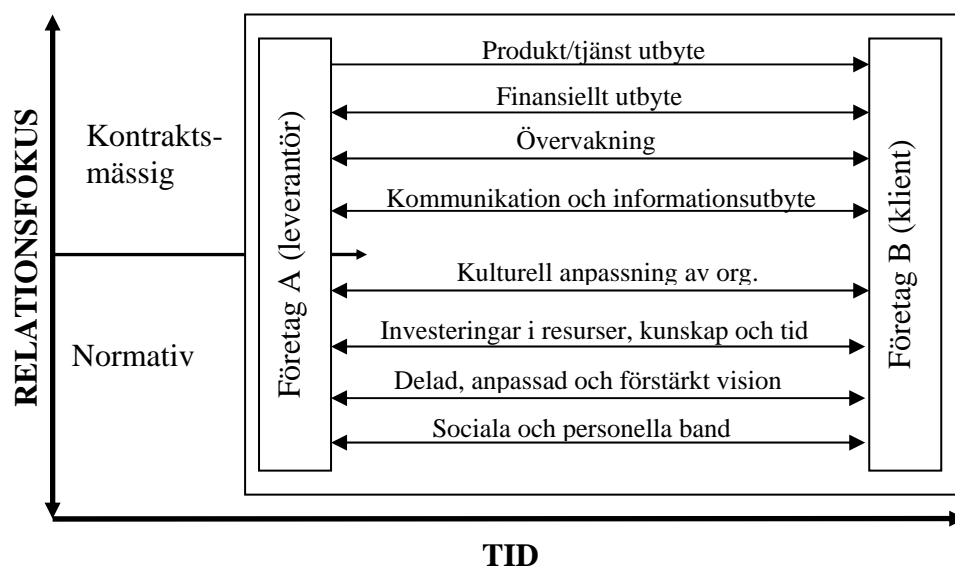 RELATIONSFOKUS
Kontrakts-
mässig
Normativ
Företag A (leverantör)
Produkt/tjänst utbyte
Finansiellt utbyte
Övervakning
Kommunikation och informationsutbyte
Kulturell anpassning av org.
Investeringar i resurser, kunskap och tid
Delad, anpassad och förstärkt vision
Sociala och personella band
Företag B (klient)
TID